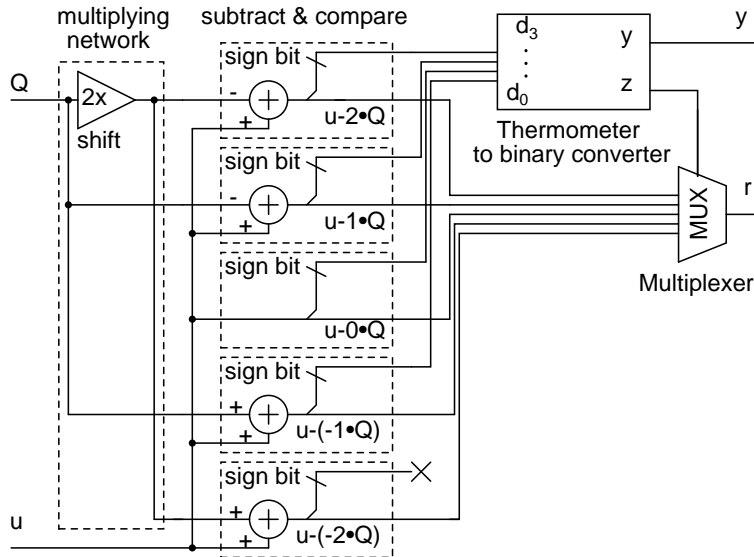 multiplying
network
subtract & compare
Q
2x
shift
sign bit
-
+
u-2•Q
sign bit
-
+
u-1•Q
sign bit
u-0•Q
sign bit
+
+
u-(-1•Q)
sign bit
+
+
u-(-2•Q)
u
d3
d0
y
z
Thermometer
to binary converter
y
MUX
r
Multiplexer